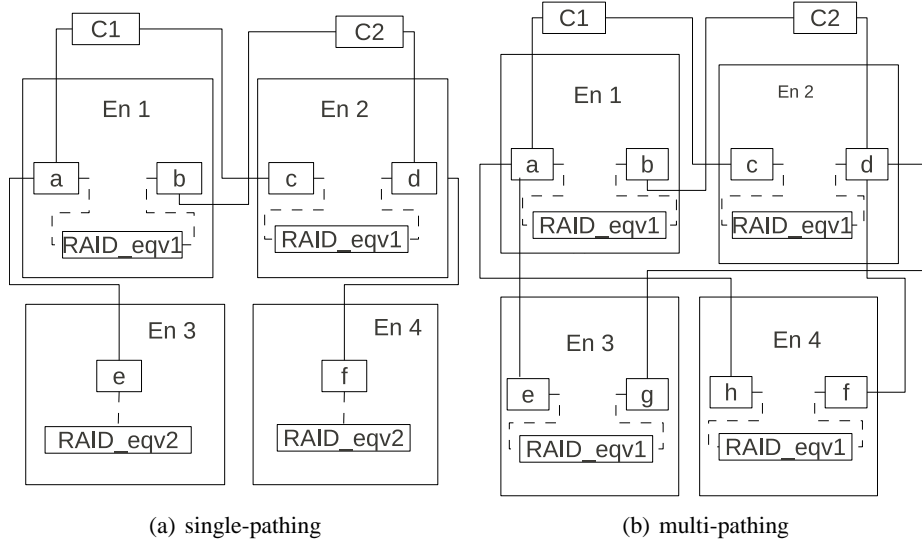 C1
C2
En 1
En 2
a
b
c
d
RAID_eqv1
RAID_eqv1
En 3
En 4
e
f
RAID_eqv2
RAID_eqv2
(a) single-pathing
C1
C2
En 1
En 2
a
b
c
d
RAID_eqv1
RAID_eqv1
En 3
En 4
e
g
h
f
RAID_eqv1
RAID_eqv1
(b) multi-pathing